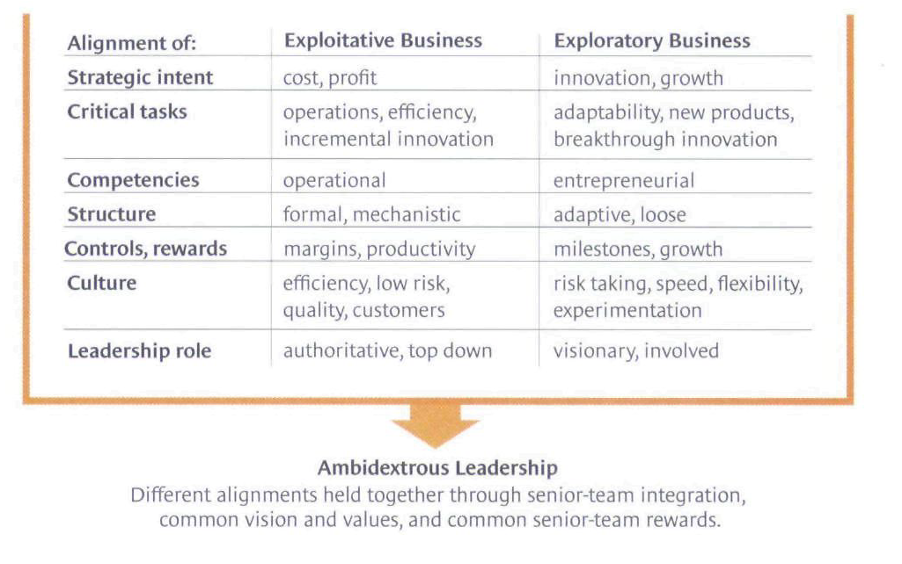 Alignment of: Exploitative Business Exploratory Business
Strategic intent cost, profit innovation, growth
Critical tasks operations, efficiency, adaptability, new products,
incremental innovation breakthrough innovation
Competencies operational entrepreneurial
Structure formal, mechanistic adaptive, loose
Controls, rewards margins, productivity milestones, growth
Culture efficiency, low risk, risk taking, speed, flexibility,
quality, customers experimentation
Leadership role authoritative, top down visionary, involved
Ambidextrous Leadership
Different alignments held together through senior-team integration,
common vision and values, and common senior-team rewards.